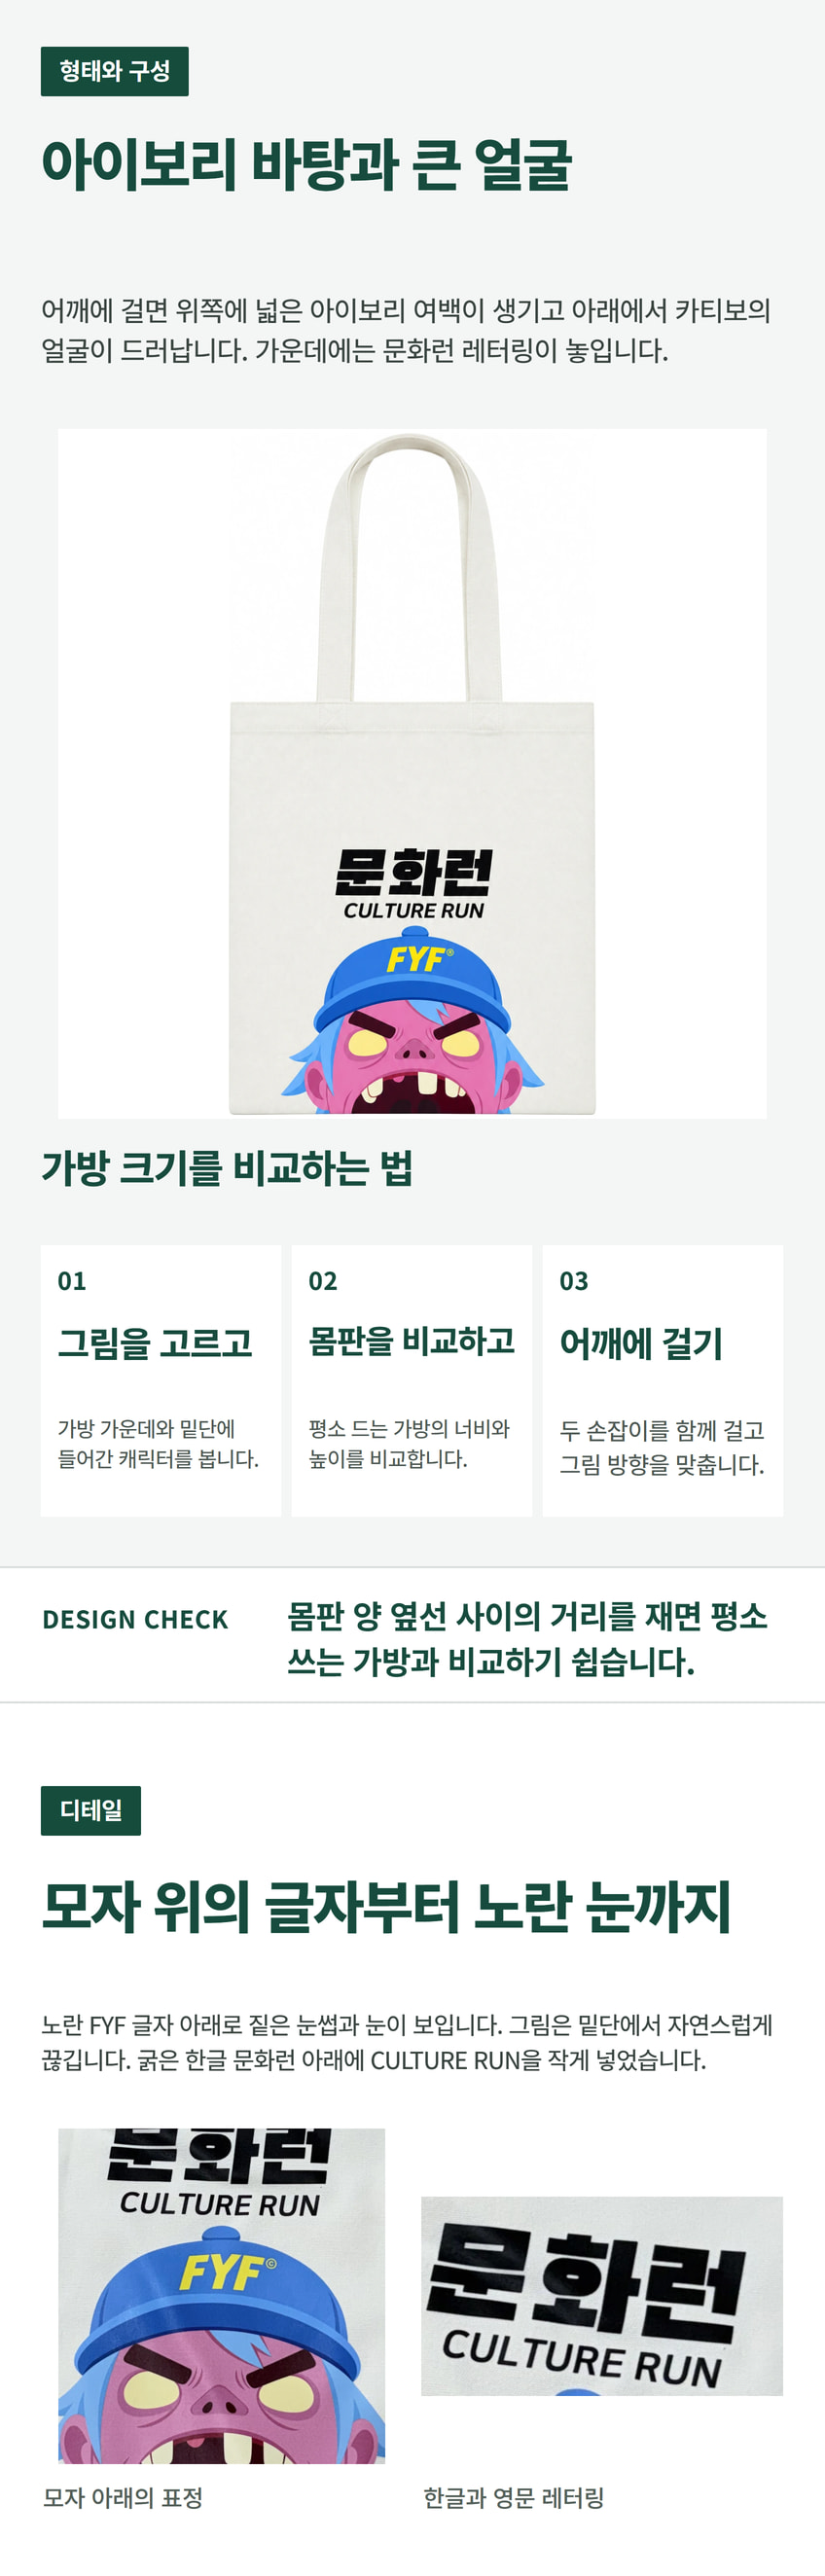 형태와 구성
아이보리 바탕과 큰 얼굴
어깨에 걸면 위쪽에 넓은 아이보리 여백이 생기고 아래에서 카티보의
얼굴이 드러납니다. 가운데에는 문화런 레터링이 놓입니다.
문화런
CULTURE RUN
FYF®
가방 크기를 비교하는 법
01
그림을 고르고
가방 가운데와 밑단에
들어간 캐릭터를 봅니다.
02
몸판을 비교하고
평소 드는 가방의 너비와
높이를 비교합니다.
03
어깨에 걸기
두 손잡이를 함께 걸고
그림 방향을 맞춥니다.
DESIGN CHECK
몸판 양 옆선 사이의 거리를 재면 평소
쓰는 가방과 비교하기 쉽습니다.
디테일
모자 위의 글자부터 노란 눈까지
노란 FYF 글자 아래로 짙은 눈썹과 눈이 보입니다. 그림은 밑단에서 자연스럽게
끊깁니다. 굵은 한글 문화런 아래에 CULTURE RUN을 작게 넣었습니다.
문화런
CULTURE RUN
FYF©
모자 아래의 표정
문화런
CULTURE RUN
한글과 영문 레터링